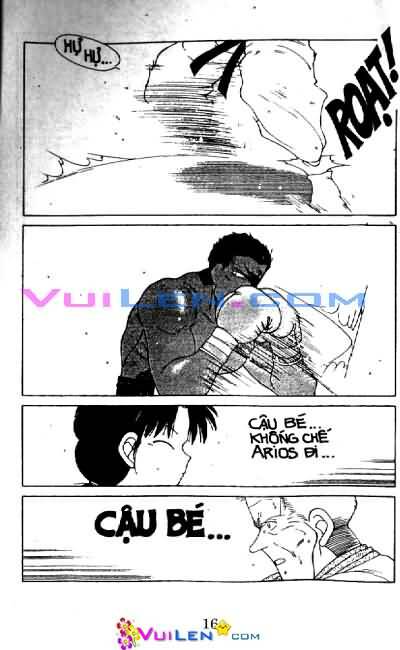 HỰ
HỰ...
ROẠT!
VUILEN.COM
CẬU BÉ...
KHỐNG CHẾ
ARIOS ĐI...
CẬU BÉ...
16
VUILEN.COM